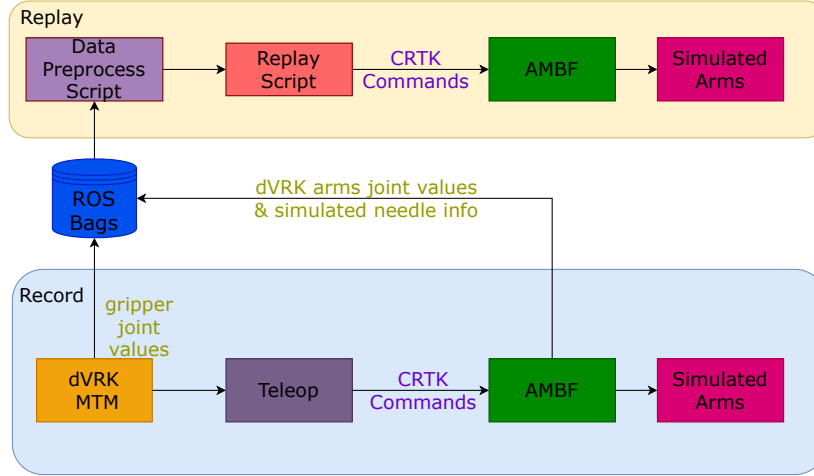 Replay
Data
Preprocess
Script
Replay
Script
CRTK
Commands
AMBF
Simulated
Arms
ROS
Bags
dVRK arms joint values
& simulated needle info
Record
gripper
joint
values
dVRK
MTM
Teleop
CRTK
Commands
AMBF
Simulated
Arms